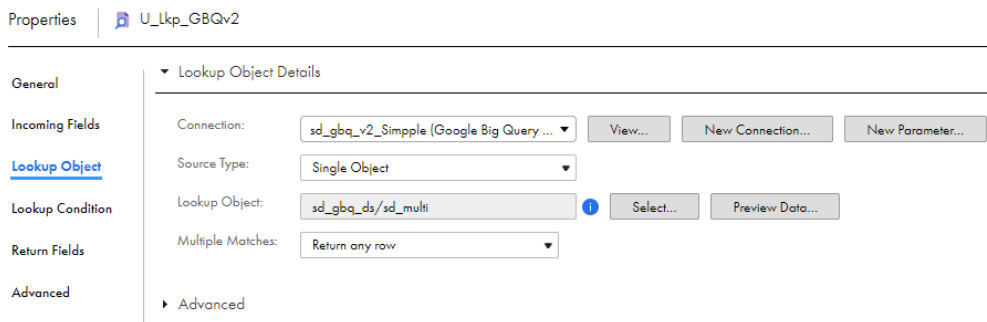 Properties U_Lkp_GBQv2
General
Incoming Fields
Lookup Object
Lookup Condition
Return Fields
Advanced
Lookup Object Details
Connection: sd_gbq_v2_Simpple (Google Big Query ... View... New Connection... New Parameter...
Source Type: Single Object
Lookup Object: sd_gbq_ds/sd_multi Select... Preview Data...
Multiple Matches: Return any row
Advanced